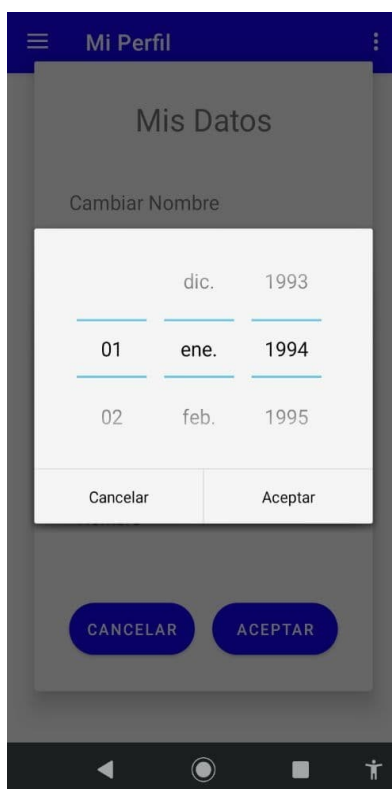 Mi Perfil
Mis Datos
Cambiar Nombre
dic. 1993
01 ene. 1994
02 feb. 1995
Cancelar Aceptar
CANCELAR ACEPTAR